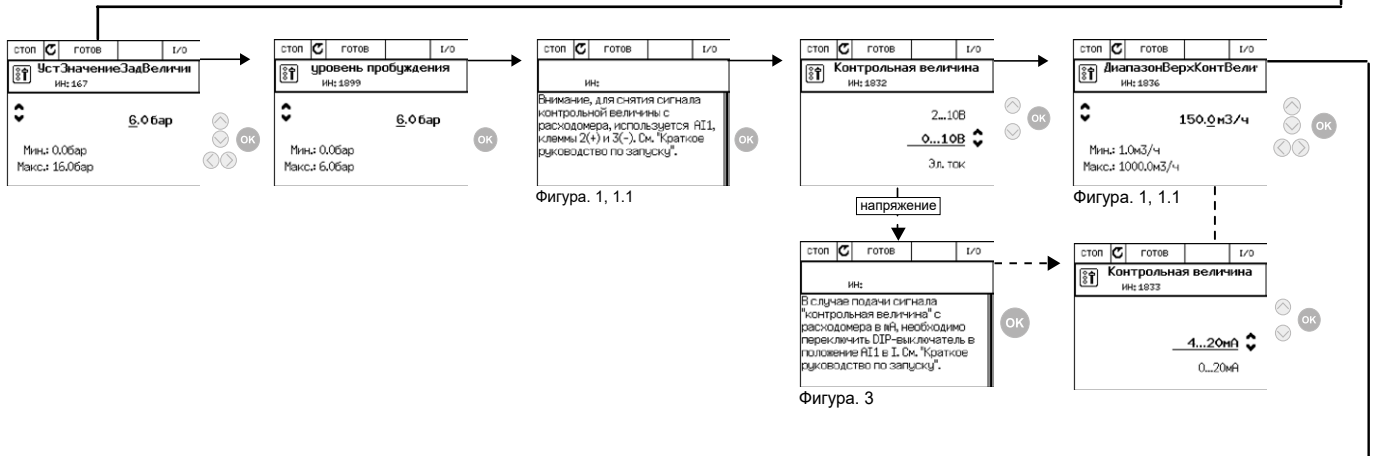 стоп готов I/O
УстЗначениеЗадВеличи
ИН: 167
6.0 бар
Мин.: 0.0бар
Макс.: 16.0бар
OK
стоп готов I/O
уровень пробуждения
ИН: 1899
6.0 бар
Мин.: 0.0бар
Макс.: 6.0бар
OK
стоп готов I/O
ИН:
Внимание, для снятия сигнала
контрольной величины с
расходомера, используется AI1,
клеммы 2(+) и 3(-). См. "Краткое
руководство по запуску".
OK
Фигура. 1, 1.1
стоп готов I/O
Контрольная величина
ИН: 1832
2...10В
0...10В
Эл. ток
OK
стоп готов I/O
ДиапазонВерхКонтВели
ИН: 1836
150.0 м3/ч
Мин.: 1.0м3/ч
Макс.: 1000.0м3/ч
OK
Фигура. 1, 1.1
напряжение
стоп готов I/O
ИН:
В случае подачи сигнала
"контрольная величина" с
расходомера в mA, необходимо
переключить DIP-выключатель в
положение AI1 в I. См. "Краткое
руководство по запуску".
OK
Фигура. 3
стоп готов I/O
Контрольная величина
ИН: 1833
4...20мА
0...20мА
OK